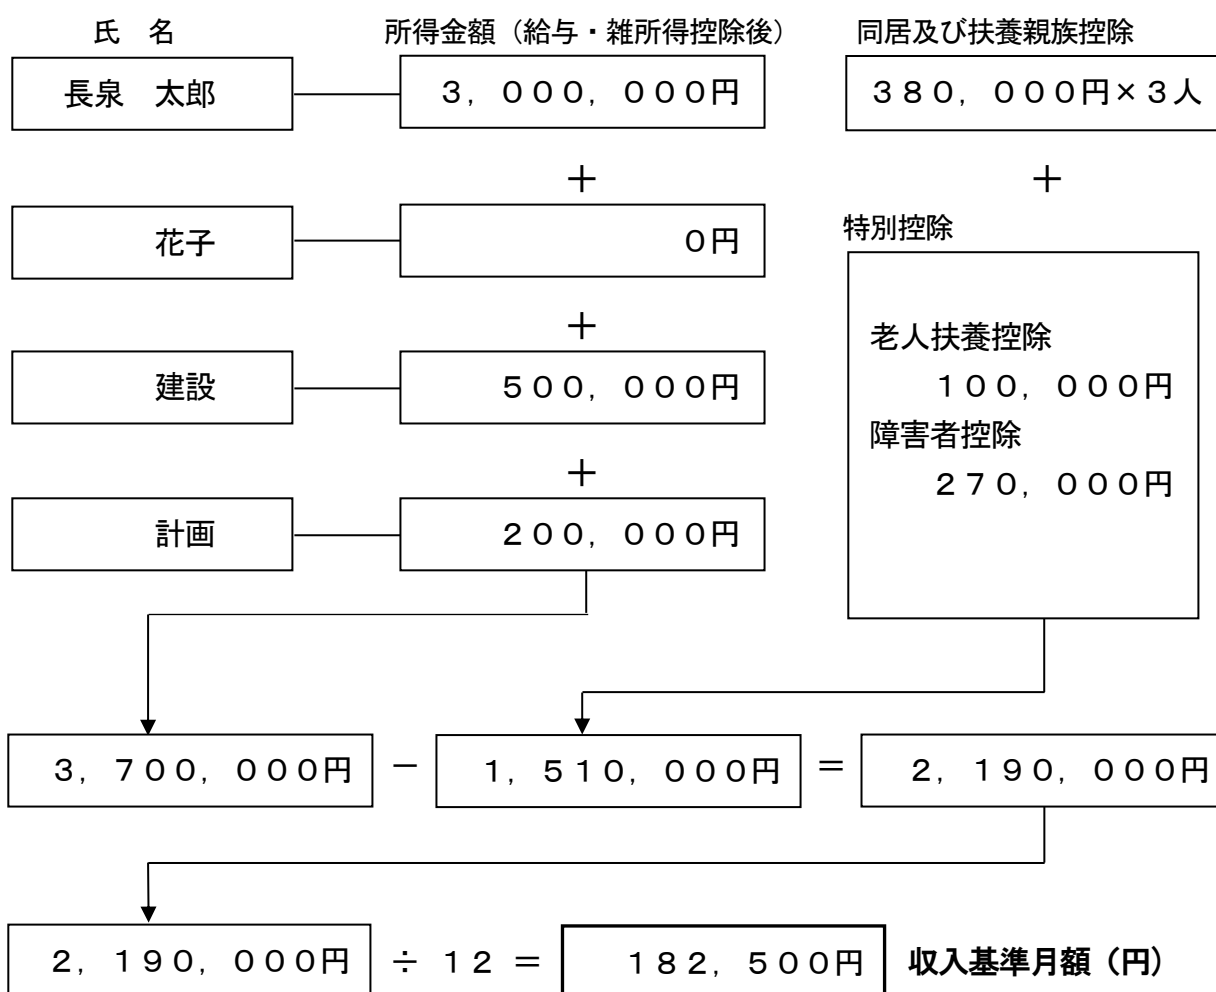 氏　名　所得金額（給与・雑所得控除後）　同居及び扶養親族控除
長泉　太郎　３，０００，０００円　３８０，０００円×３人
＋　＋
花子　０円　特別控除
＋
老人扶養控除
建設　５００，０００円　１００，０００円
障害者控除
＋　２７０，０００円
計画　２００，０００円
３，７００，０００円　－　１，５１０，０００円　＝　２，１９０，０００円
２，１９０，０００円　÷　１２　＝　１８２，５００円　収入基準月額（円）